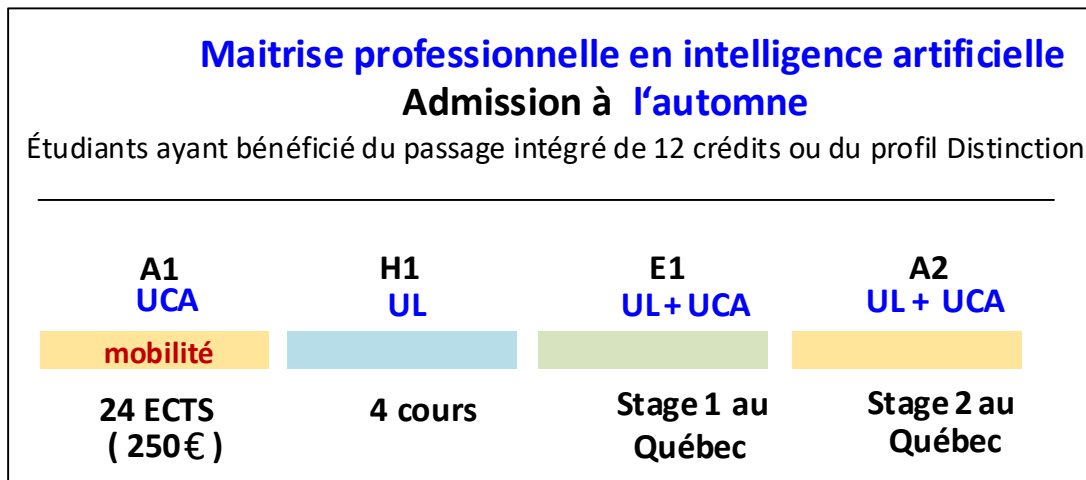 Maitrise professionnelle en intelligence artificielle
Admission à l‘automne
Étudiants ayant bénéficié du passage intégré de 12 crédits ou du profil Distinction
A1
UCA
mobilité
24 ECTS
( 250€ )
H1
UL
4 cours
E1
UL + UCA
Stage 1 au
Québec
A2
UL + UCA
Stage 2 au
Québec